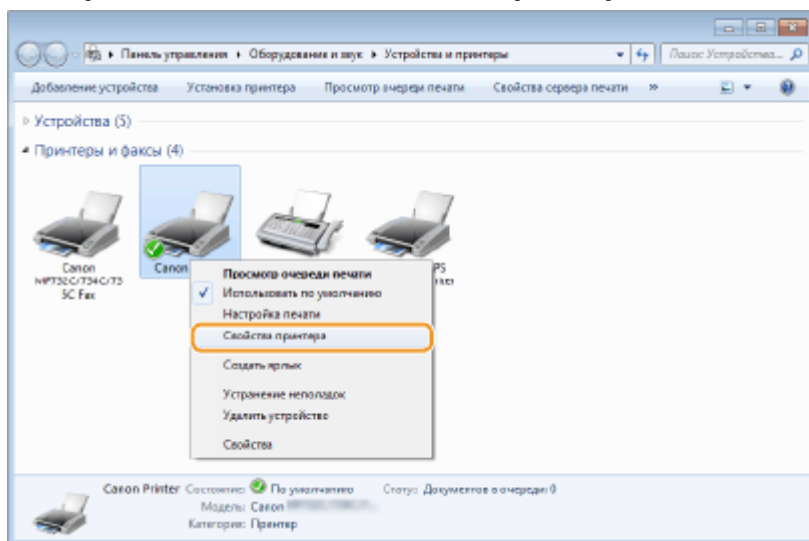 Панель управления ▸ Оборудование и звук ▸ Устройства и принтеры
Поиск: Устройства...
Добавление устройства Установка принтера Просмотр очереди печати Свойства сервера печати »
Устройства (5)
Принтеры и факсы (4)
Canon
MF732C/734C/73
5C Fax
Canon
PS
Просмотр очереди печати
Использовать по умолчанию
Настройка печати
Свойства принтера
Создать ярлык
Устранение неполадок
Удалить устройство
Свойства
Canon Printer Состояние: По умолчанию Статус: Документов в очереди: 0
Модель: Canon
Категория: Принтер